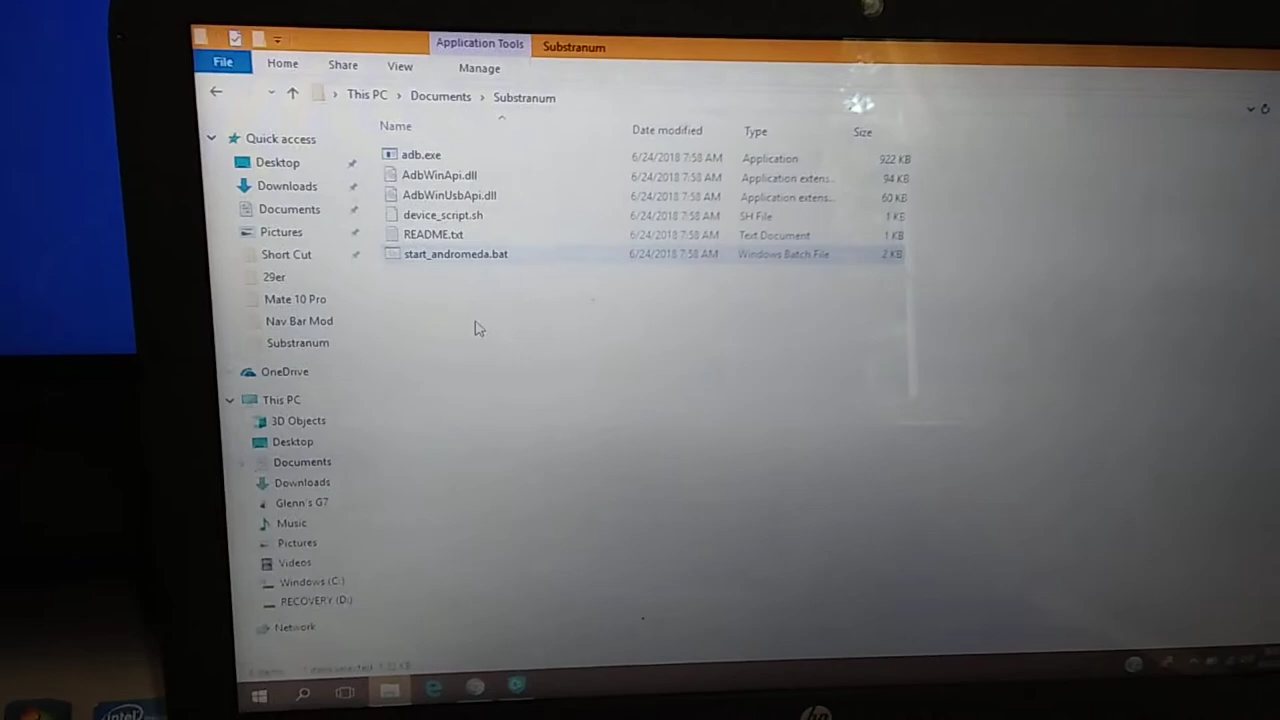 Application Tools
Substranum
File
Home
Share
View
Manage
This PC
Documents
Substranum
Name
Date modified
Type
Size
adb.exe 6/24/2018 7:58 AM Application 922 KB
AdbWinApi.dll 6/24/2018 7:58 AM Application extens... 94 KB
AdbWinUsbApi.dll 6/24/2018 7:58 AM Application extens... 60 KB
device_script.sh 6/24/2018 7:58 AM SH File 1 KB
README.txt 6/24/2018 7:58 AM Text Document 1 KB
start_andromeda.bat 6/24/2018 7:58 AM Windows Batch File 2 KB
Quick access
Desktop
Downloads
Documents
Pictures
Short Cut
29er
Mate 10 Pro
Nav Bar Mod
Substranum
OneDrive
This PC
3D Objects
Desktop
Documents
Downloads
Glenn's G7
Music
Pictures
Videos
Windows (C:)
RECOVERY (D:)
Network
hp
intel